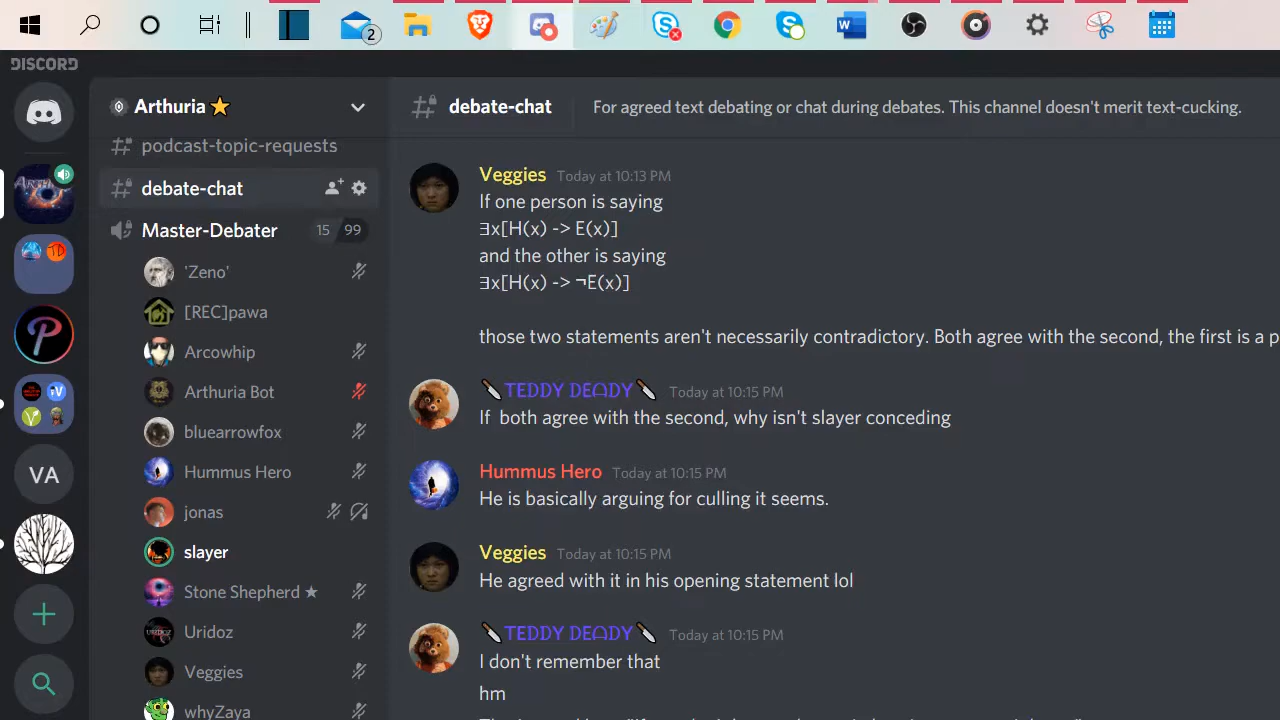 2
DISCORD
Arthuria
debate-chat
For agreed text debating or chat during debates. This channel doesn't merit text-cucking.
podcast-topic-requests
debate-chat
Master-Debater 15 99
'Zeno'
[REC]pawa
Arcowhip
Arthuria Bot
bluearrowfox
Hummus Hero
jonas
slayer
Stone Shepherd ★
Uridoz
Veggies
whyZaya
VA
Veggies Today at 10:13 PM
If one person is saying
∃x[H(x) -> E(x)]
and the other is saying
∃x[H(x) -> ¬E(x)]
those two statements aren't necessarily contradictory. Both agree with the second, the first is a p
TEDDY DEADY Today at 10:15 PM
If both agree with the second, why isn't slayer conceding
Hummus Hero Today at 10:15 PM
He is basically arguing for culling it seems.
Veggies Today at 10:15 PM
He agreed with it in his opening statement lol
TEDDY DEADY Today at 10:15 PM
I don't remember that
hm